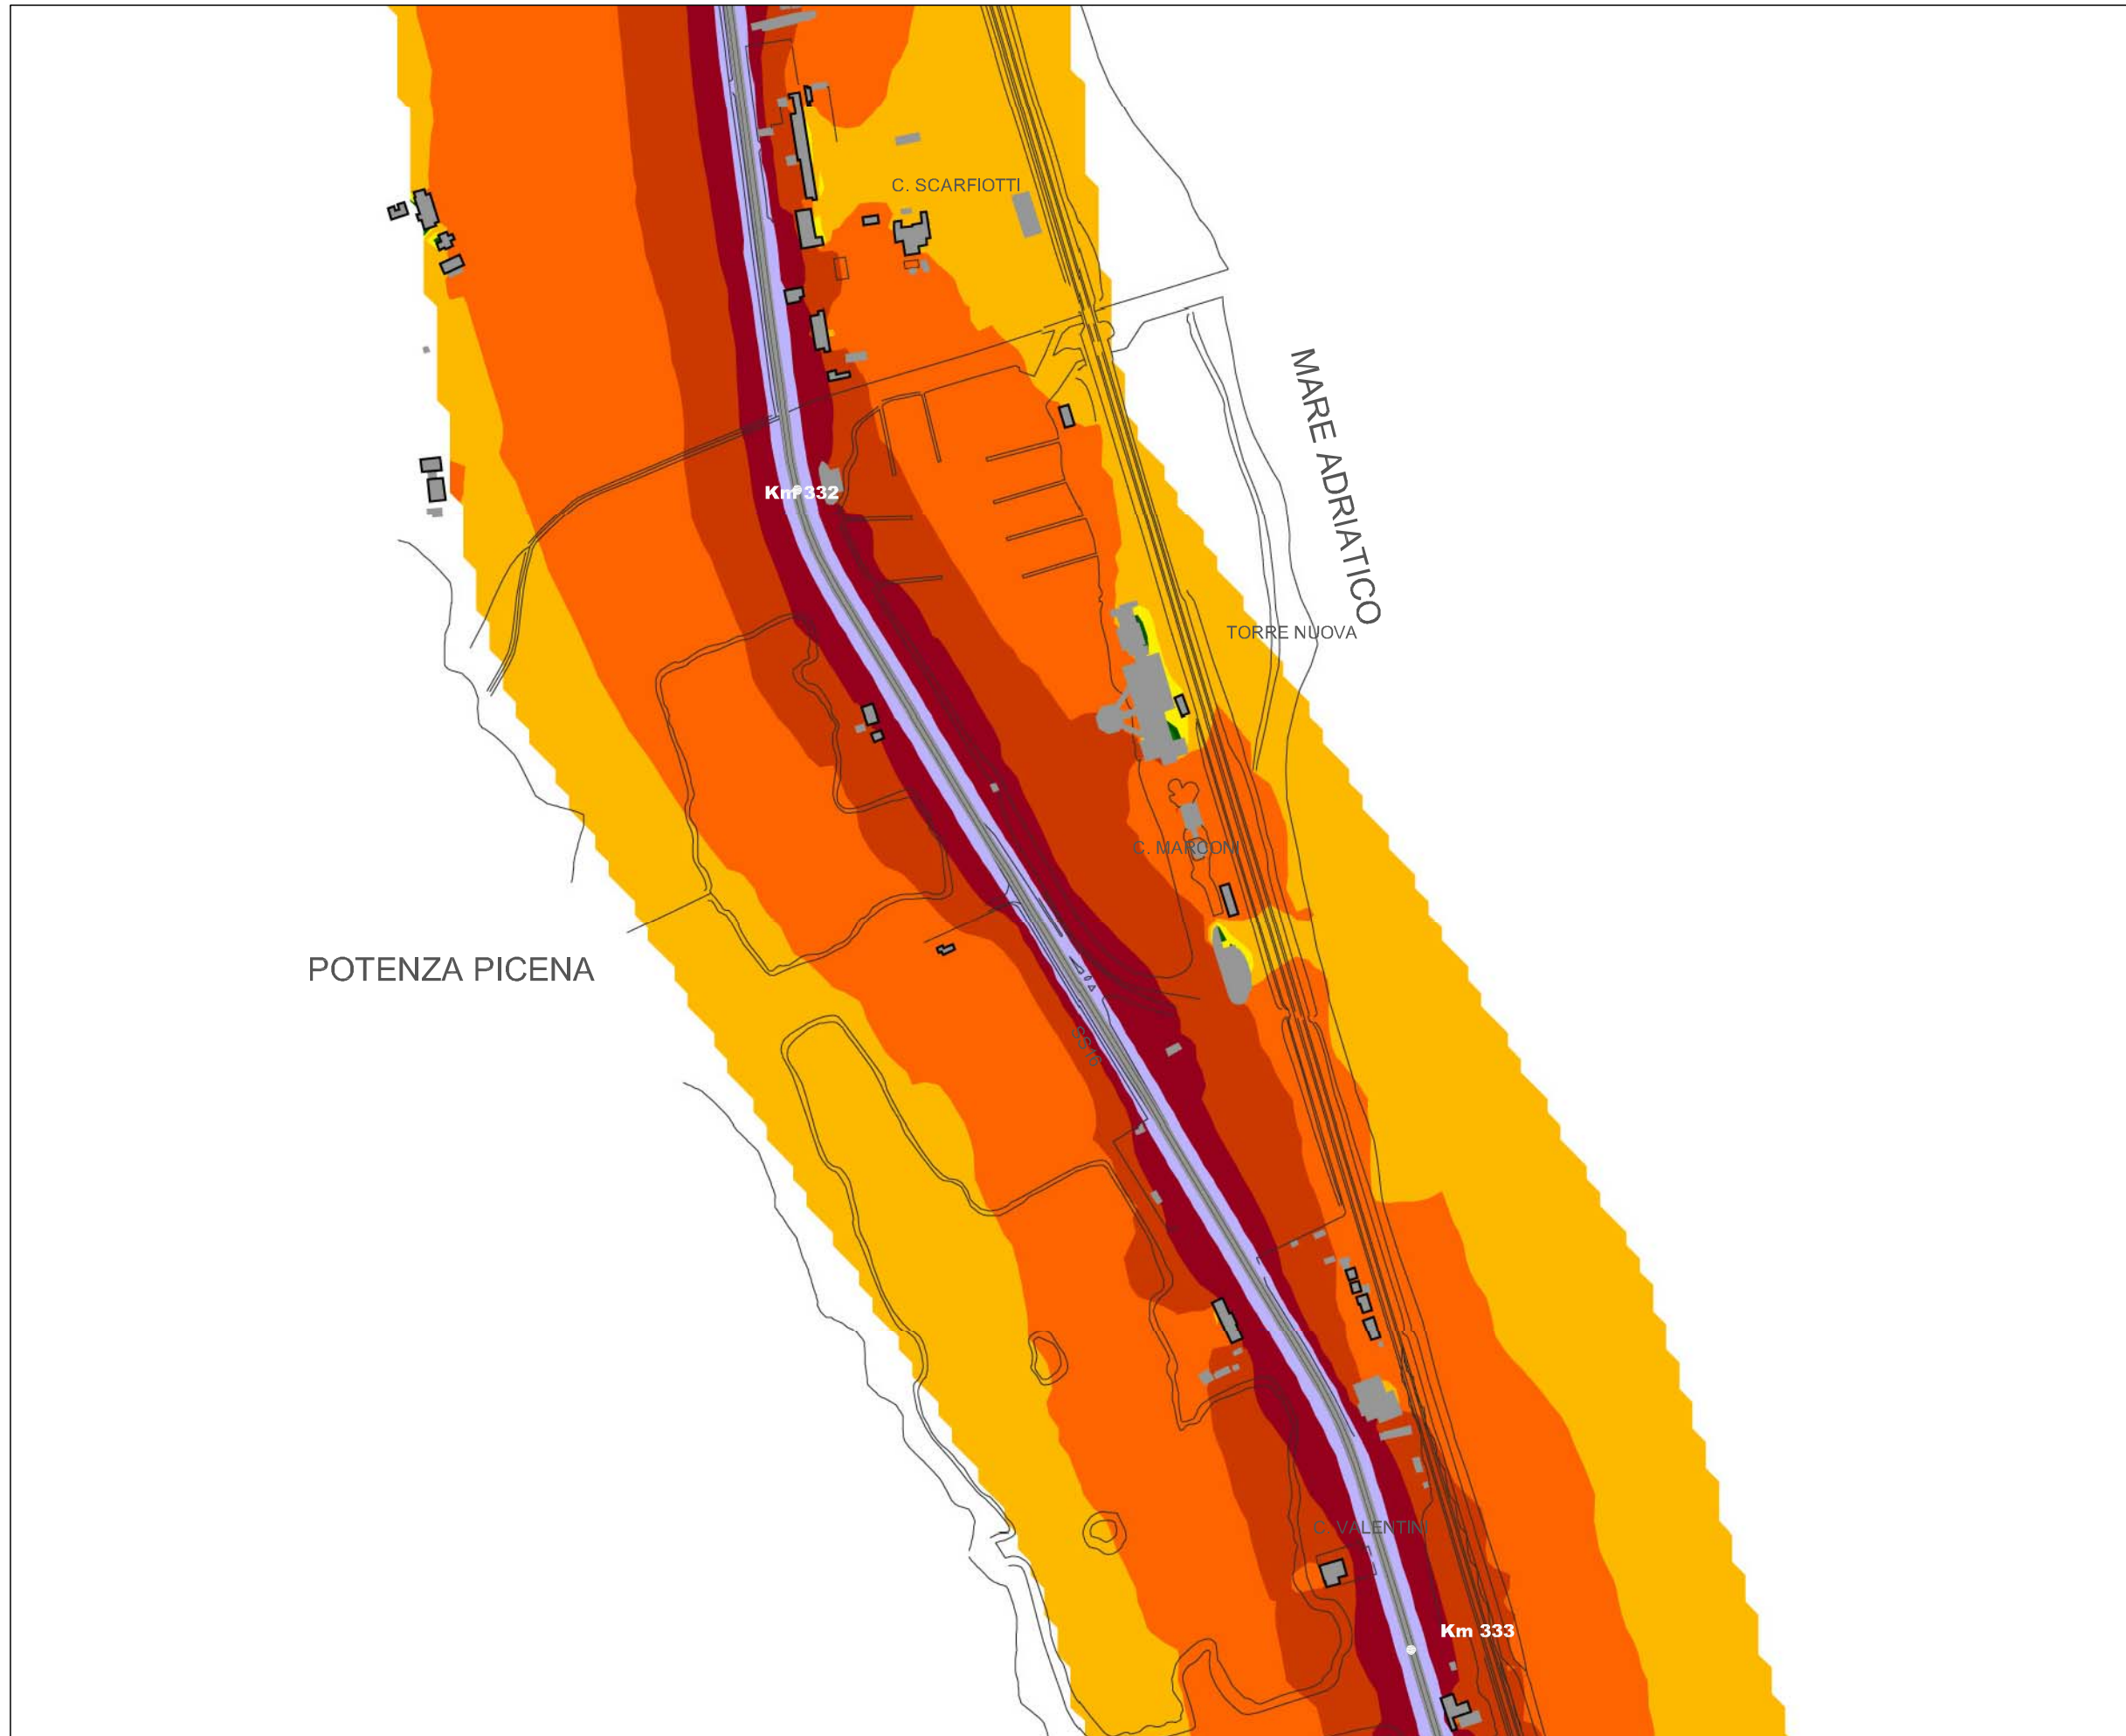 C. SCARFIOTTI
MARE ADRIATICO
Km 332
TORRE NUOVA
C. MARCONI
POTENZA PICENA
SS16
C. VALENTINI
Km 333